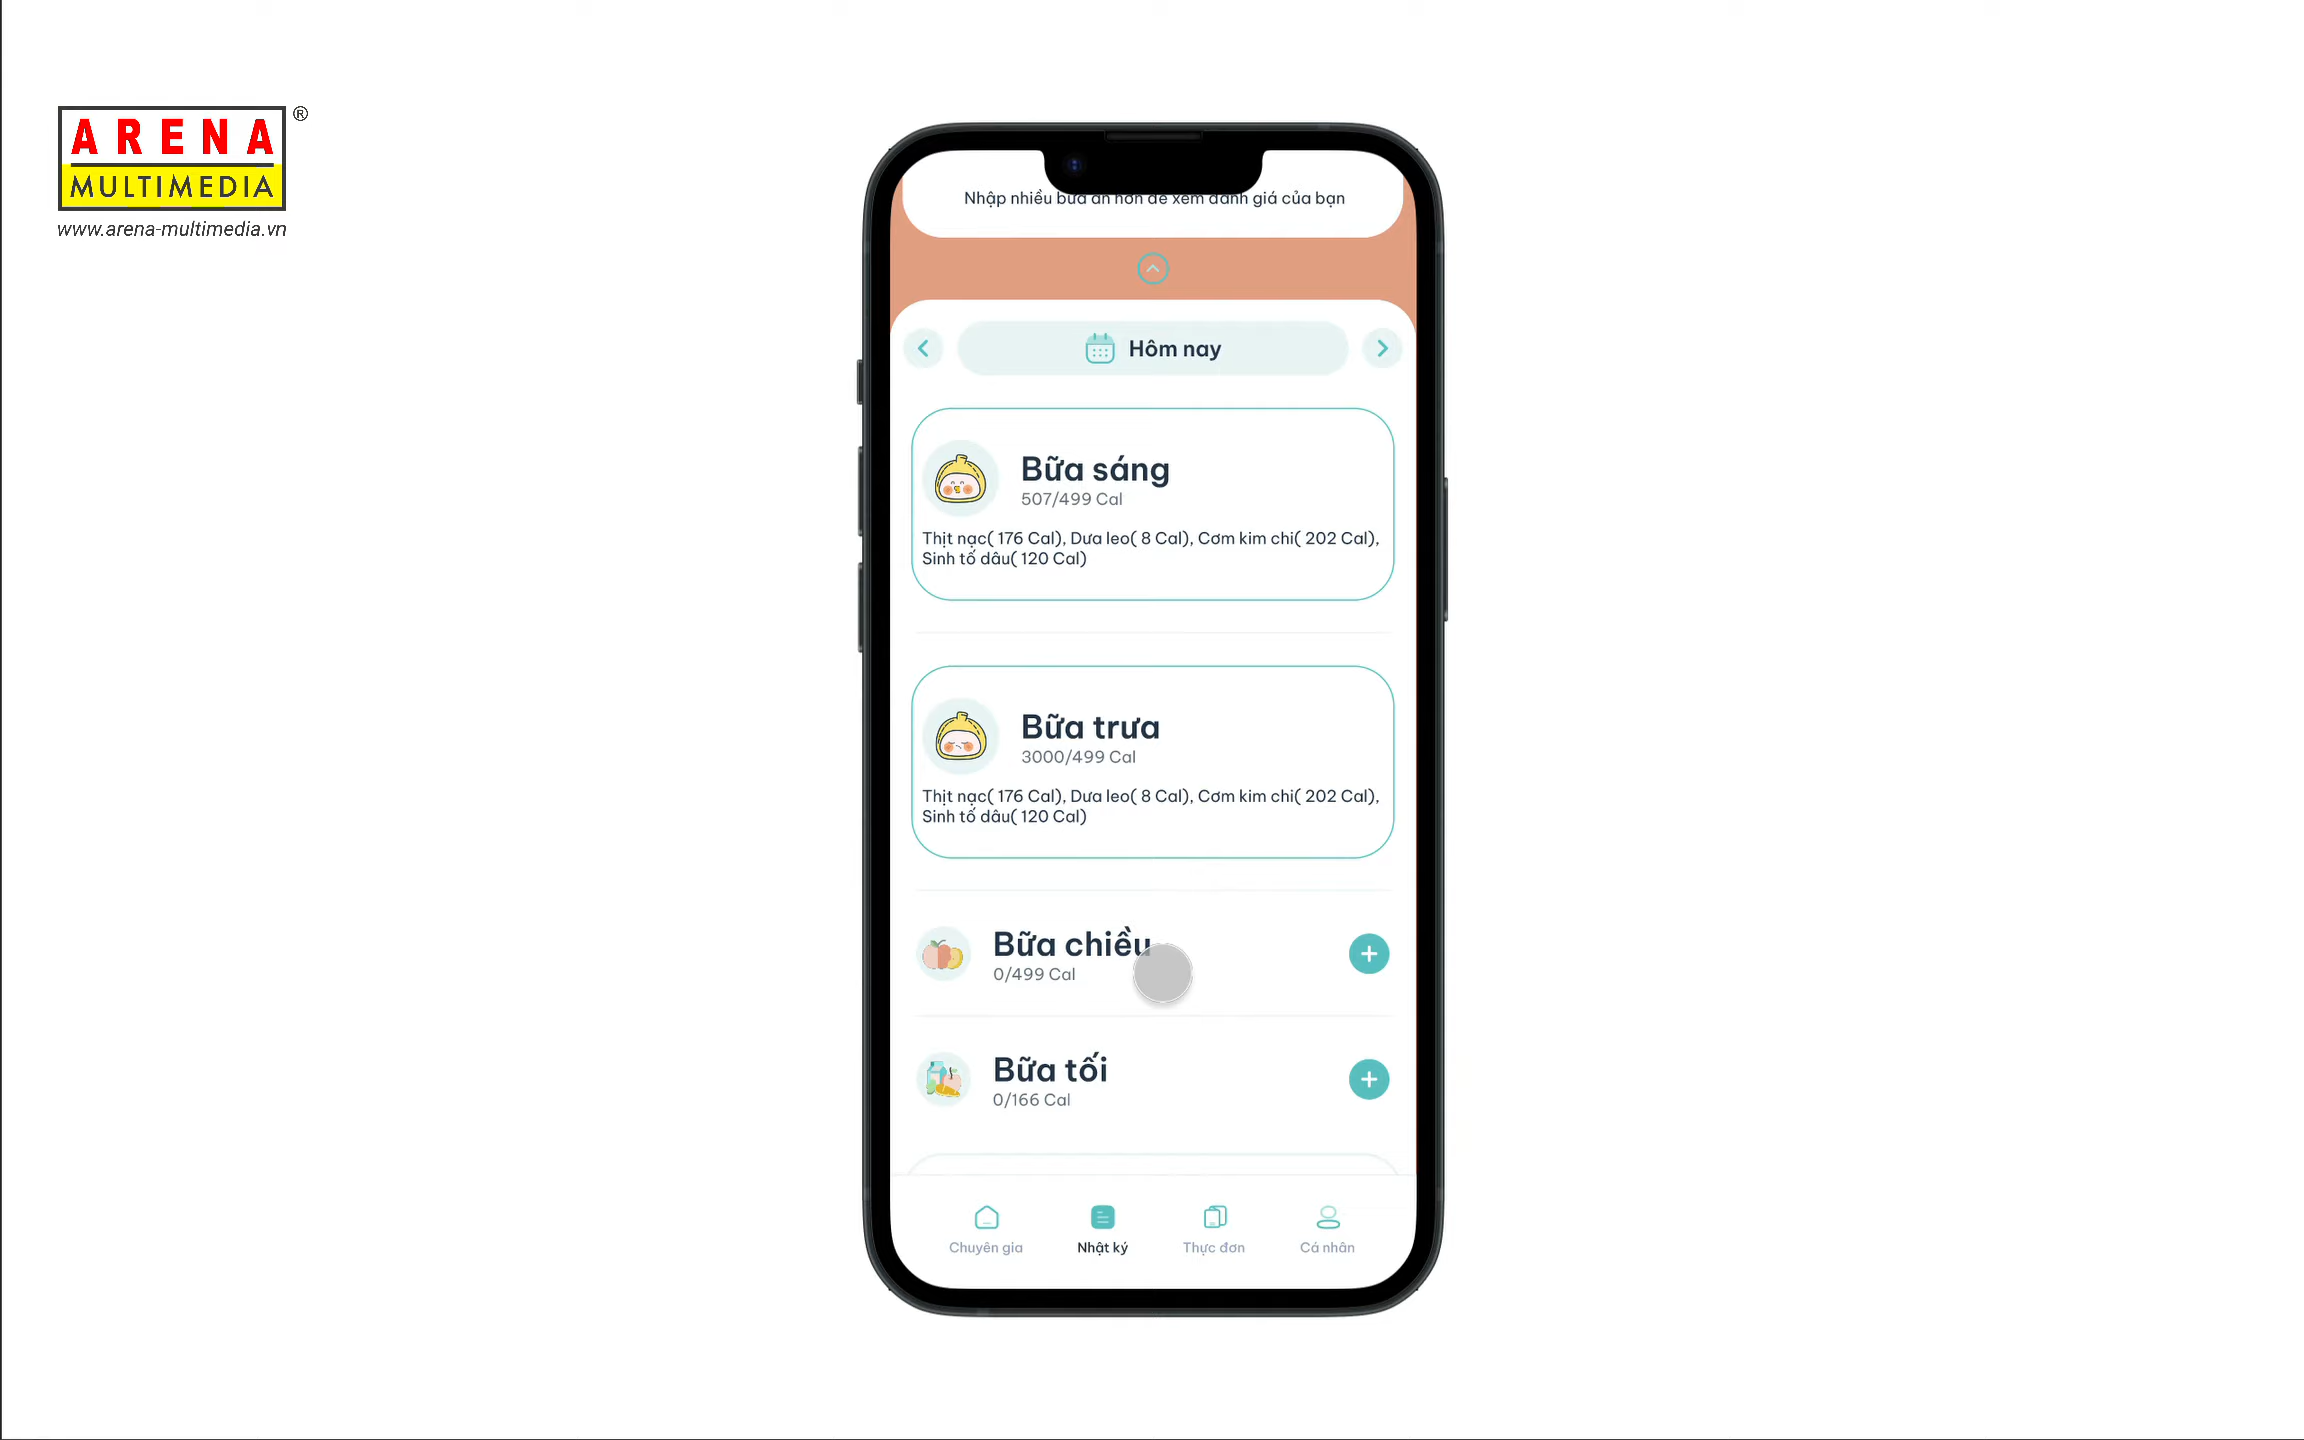 ARENA ®
MULTIMEDIA
www.arena-multimedia.vn
Nhập nhiều bữa ăn hơn để xem đánh giá của bạn
Hôm nay
Bữa sáng
507/499 Cal
Thịt nạc( 176 Cal), Dưa leo( 8 Cal), Cơm kim chi( 202 Cal),
Sinh tố dâu( 120 Cal)
Bữa trưa
3000/499 Cal
Thịt nạc( 176 Cal), Dưa leo( 8 Cal), Cơm kim chi( 202 Cal),
Sinh tố dâu( 120 Cal)
Bữa chiều
0/499 Cal
Bữa tối
0/166 Cal
Chuyên gia
Nhật ký
Thực đơn
Cá nhân